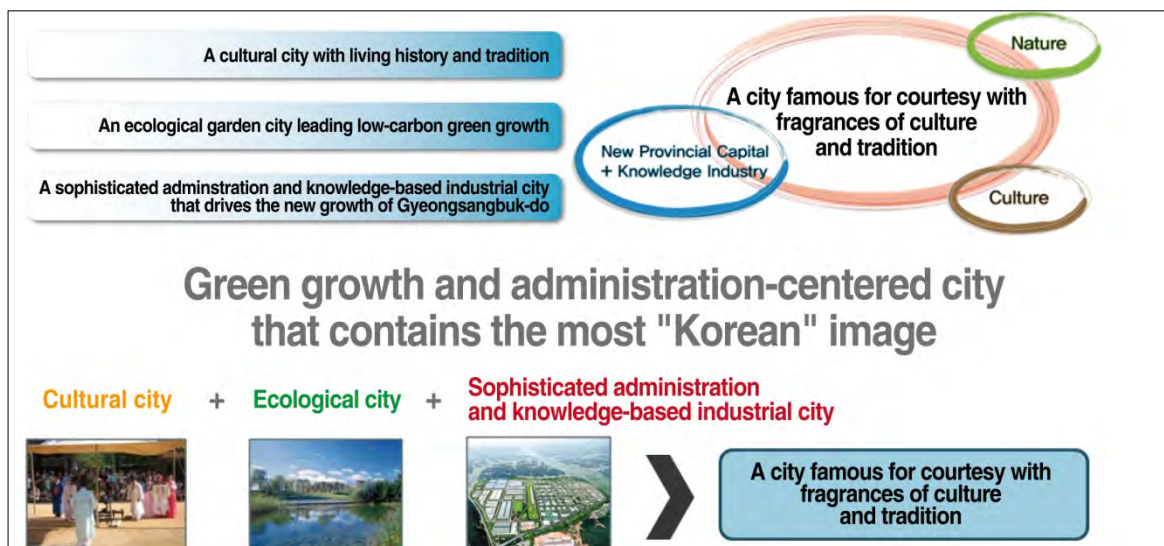 A cultural city with living history and tradition
An ecological garden city leading low-carbon green growth
A sophisticated adminstration and knowledge-based industrial city
that drives the new growth of Gyeongsangbuk-do
Nature
A city famous for courtesy with
fragrances of culture
and tradition
New Provincial Capital
+ Knowledge Industry
Culture
Green growth and administration-centered city
that contains the most "Korean" image
Cultural city + Ecological city + Sophisticated administration
and knowledge-based industrial city
A city famous for courtesy with
fragrances of culture
and tradition